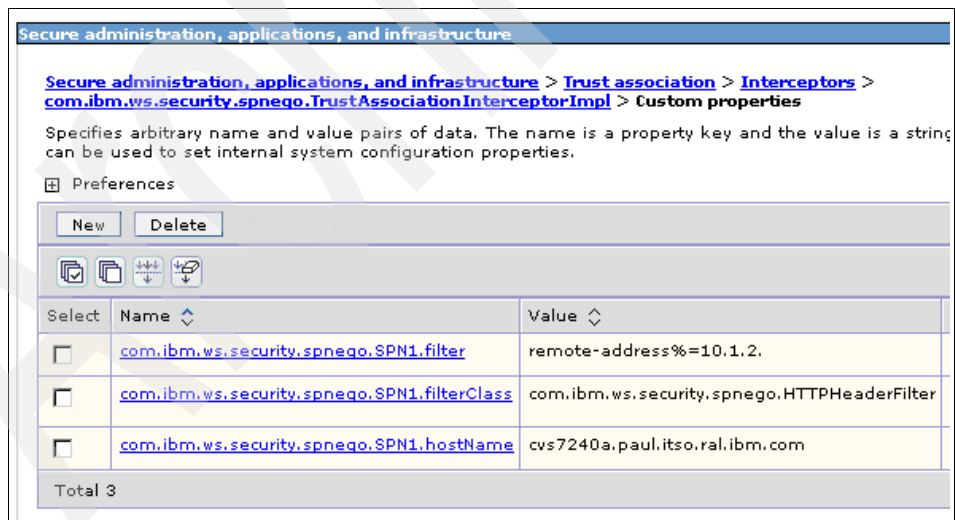 Secure administration, applications, and infrastructure
Secure administration, applications, and infrastructure > Trust association > Interceptors >
com.ibm.ws.security.spnego.TrustAssociationInterceptorImpl > Custom properties
Specifies arbitrary name and value pairs of data. The name is a property key and the value is a string
can be used to set internal system configuration properties.
Preferences
New Delete
Select Name Value
com.ibm.ws.security.spnego.SPN1.filter remote-address%=10.1.2.
com.ibm.ws.security.spnego.SPN1.filterClass com.ibm.ws.security.spnego.HTTPHeaderFilter
com.ibm.ws.security.spnego.SPN1.hostName cvs7240a.paul.itso.ral.ibm.com
Total 3